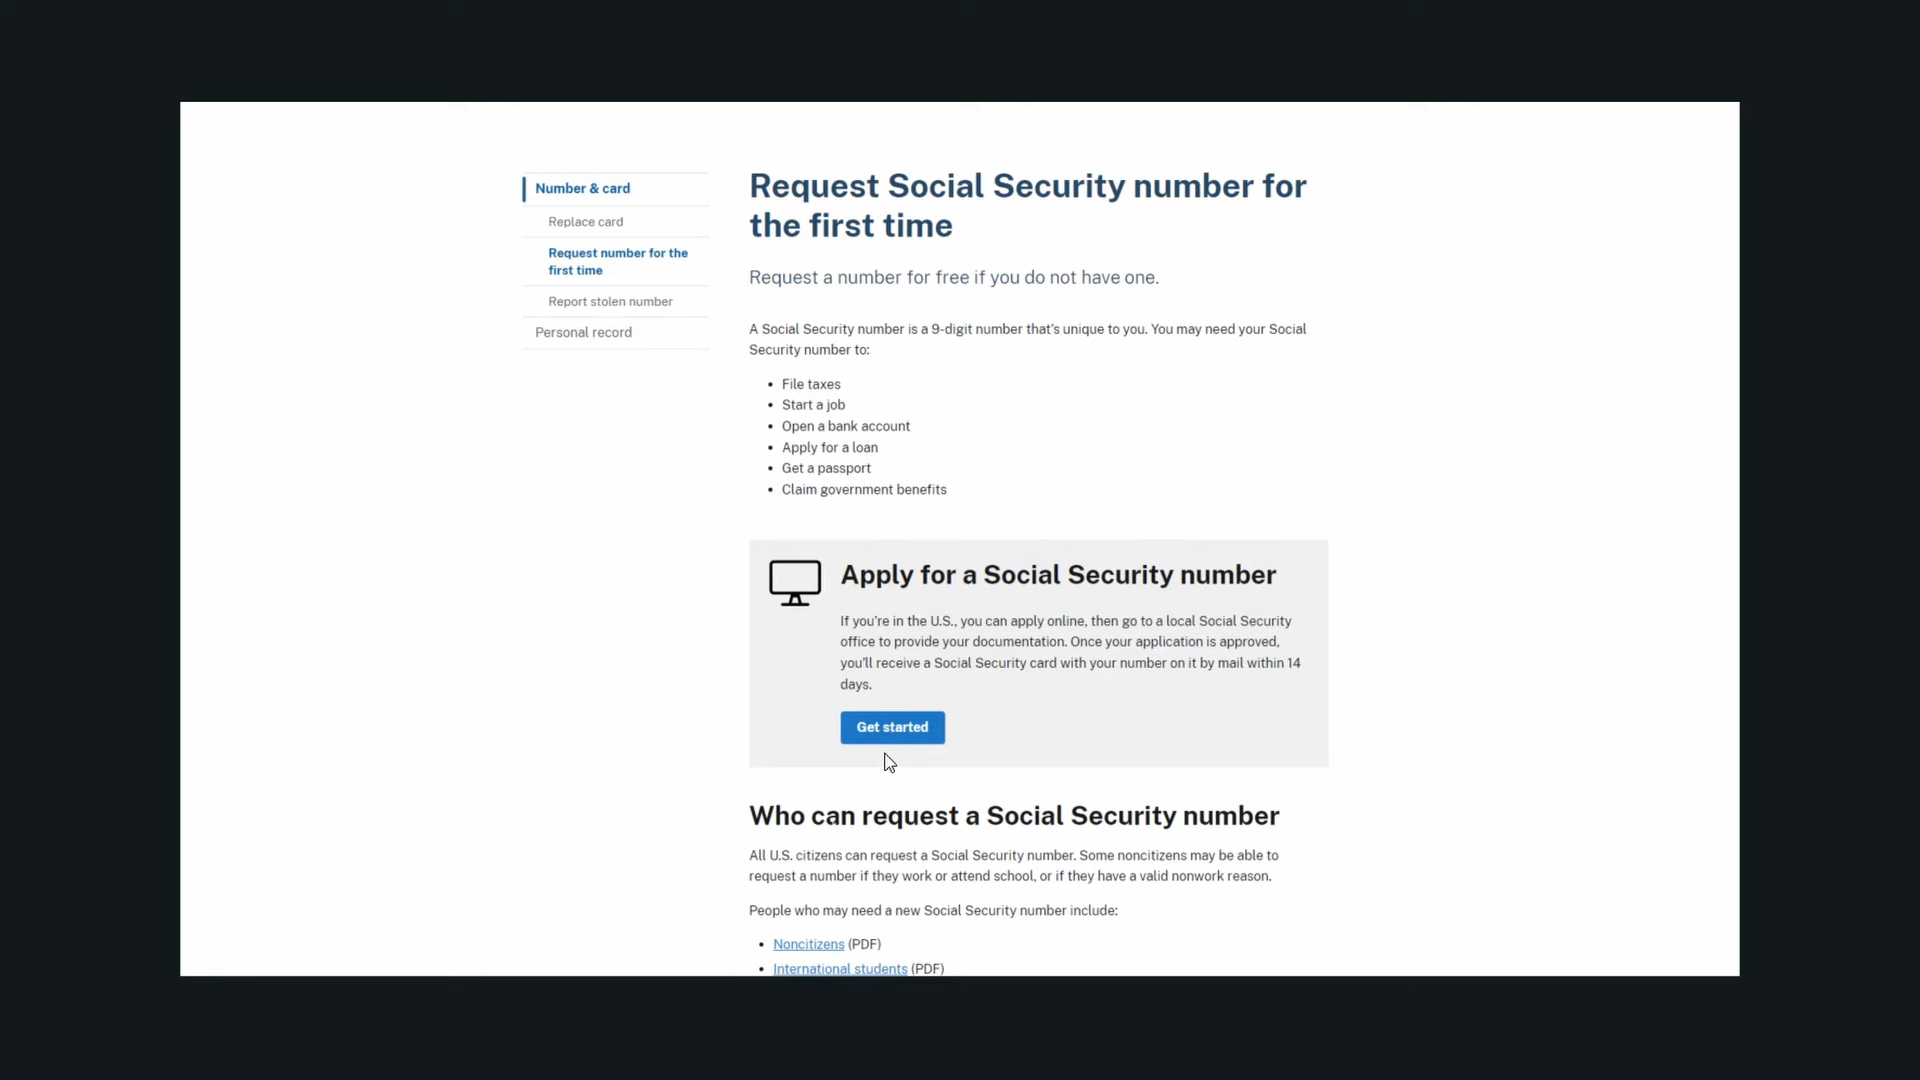 Number & card
Replace card
Request number for the
first time
Report stolen number
Personal record
Request Social Security number for
the first time
Request a number for free if you do not have one.
A Social Security number is a 9-digit number that's unique to you. You may need your Social
Security number to:
• File taxes
• Start a job
• Open a bank account
• Apply for a loan
• Get a passport
• Claim government benefits
Apply for a Social Security number
If you're in the U.S., you can apply online, then go to a local Social Security
office to provide your documentation. Once your application is approved,
you'll receive a Social Security card with your number on it by mail within 14
days.
Get started
Who can request a Social Security number
All U.S. citizens can request a Social Security number. Some noncitizens may be able to
request a number if they work or attend school, or if they have a valid nonwork reason.
People who may need a new Social Security number include:
• Noncitizens (PDF)
• International students (PDF)